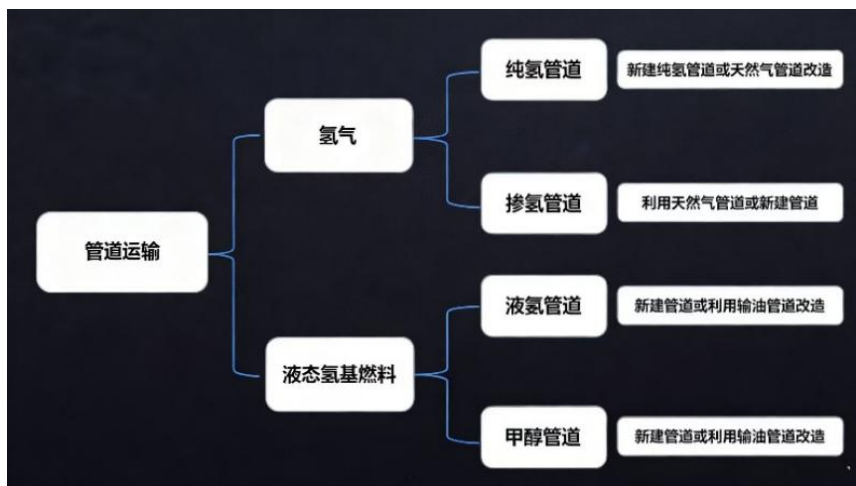 管道运输
氢气
纯氢管道
新建纯氢管道或天然气管道改造
掺氢管道
利用天然气管道或新建管道
液态氢基燃料
液氢管道
新建管道或利用输油管道改造
甲醇管道
新建管道或利用输油管道改造